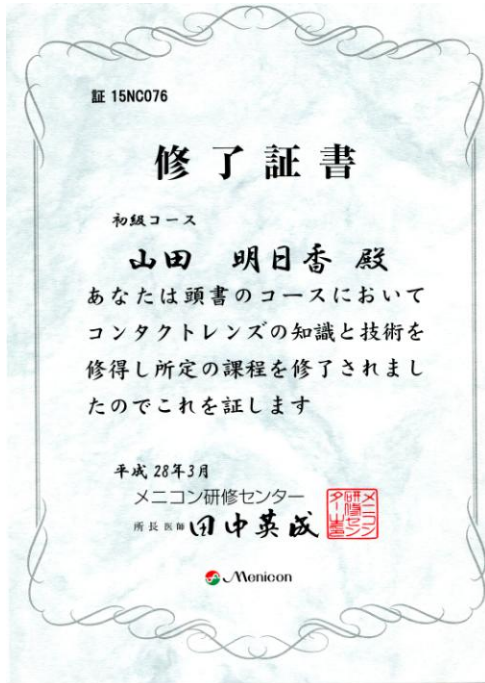 証 15NC076
修了証書
初級コース
山田 明日香 殿
あなたは頭書のコースにおいて
コンタクトレンズの知識と技術を
修得し所定の課程を修了されまし
たのでこれを証します
平成 28年3月
メニコン研修センター
所長医師 田中英成
メニコン
研修セン
ター之印
Menicon